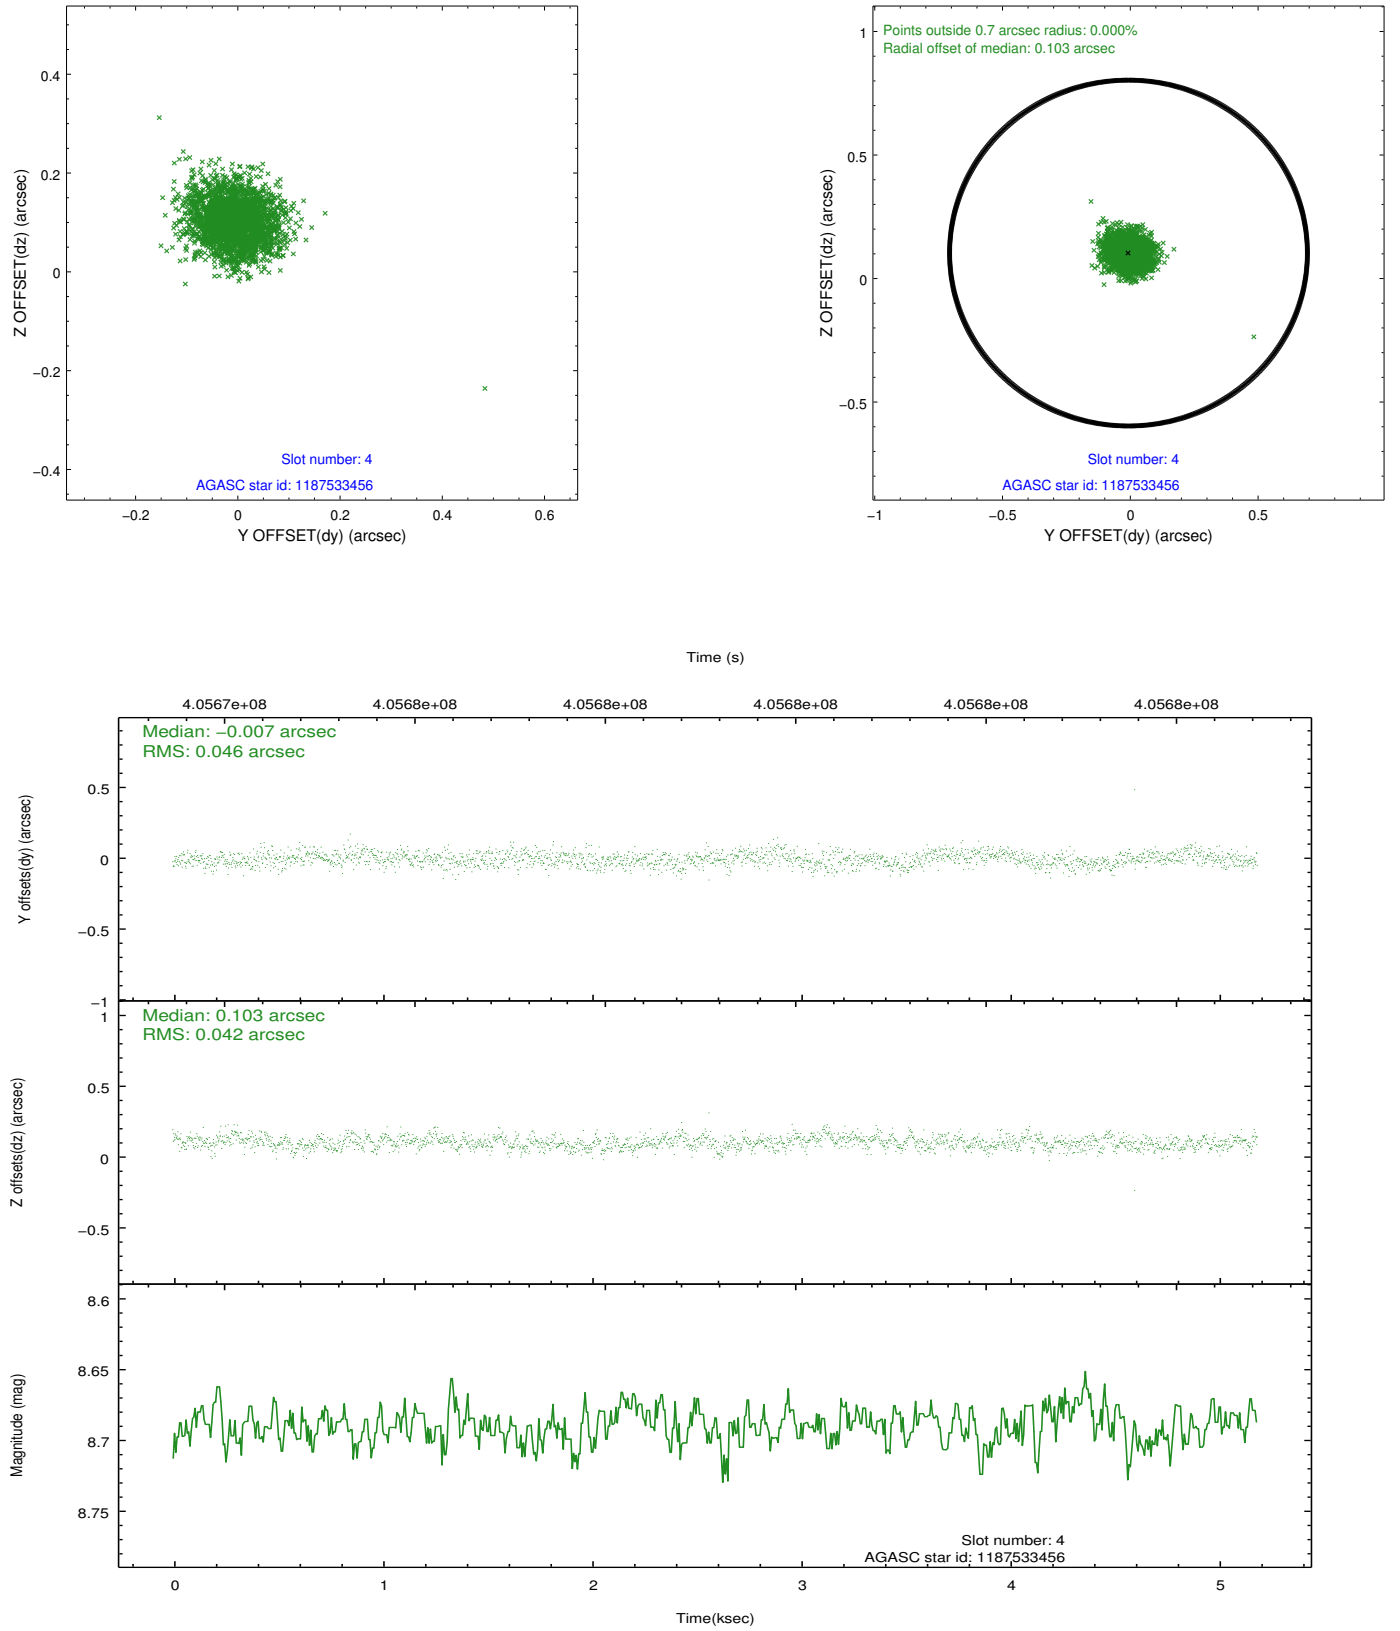 0.4
0.2
0
−0.2
−0.4
Z OFFSET(dz) (arcsec)
Slot number: 4
AGASC star id: 1187533456
−0.2 0 0.2 0.4 0.6
Y OFFSET(dy) (arcsec)
Points outside 0.7 arcsec radius: 0.000%
Radial offset of median: 0.103 arcsec
1
0.5
0
−0.5
Z OFFSET(dz) (arcsec)
Slot number: 4
AGASC star id: 1187533456
−1 −0.5 0 0.5
Y OFFSET(dy) (arcsec)
Time (s)
4.0567e+08 4.0568e+08 4.0568e+08 4.0568e+08 4.0568e+08 4.0568e+08
Median: −0.007 arcsec
RMS: 0.046 arcsec
0.5
0
−0.5
−1
Y offsets(dy) (arcsec)
Median: 0.103 arcsec
RMS: 0.042 arcsec
1
0.5
0
−0.5
Z offsets(dz) (arcsec)
8.6
8.65
8.7
8.75
Magnitude (mag)
Slot number: 4
AGASC star id: 1187533456
0 1 2 3 4 5
Time(ksec)